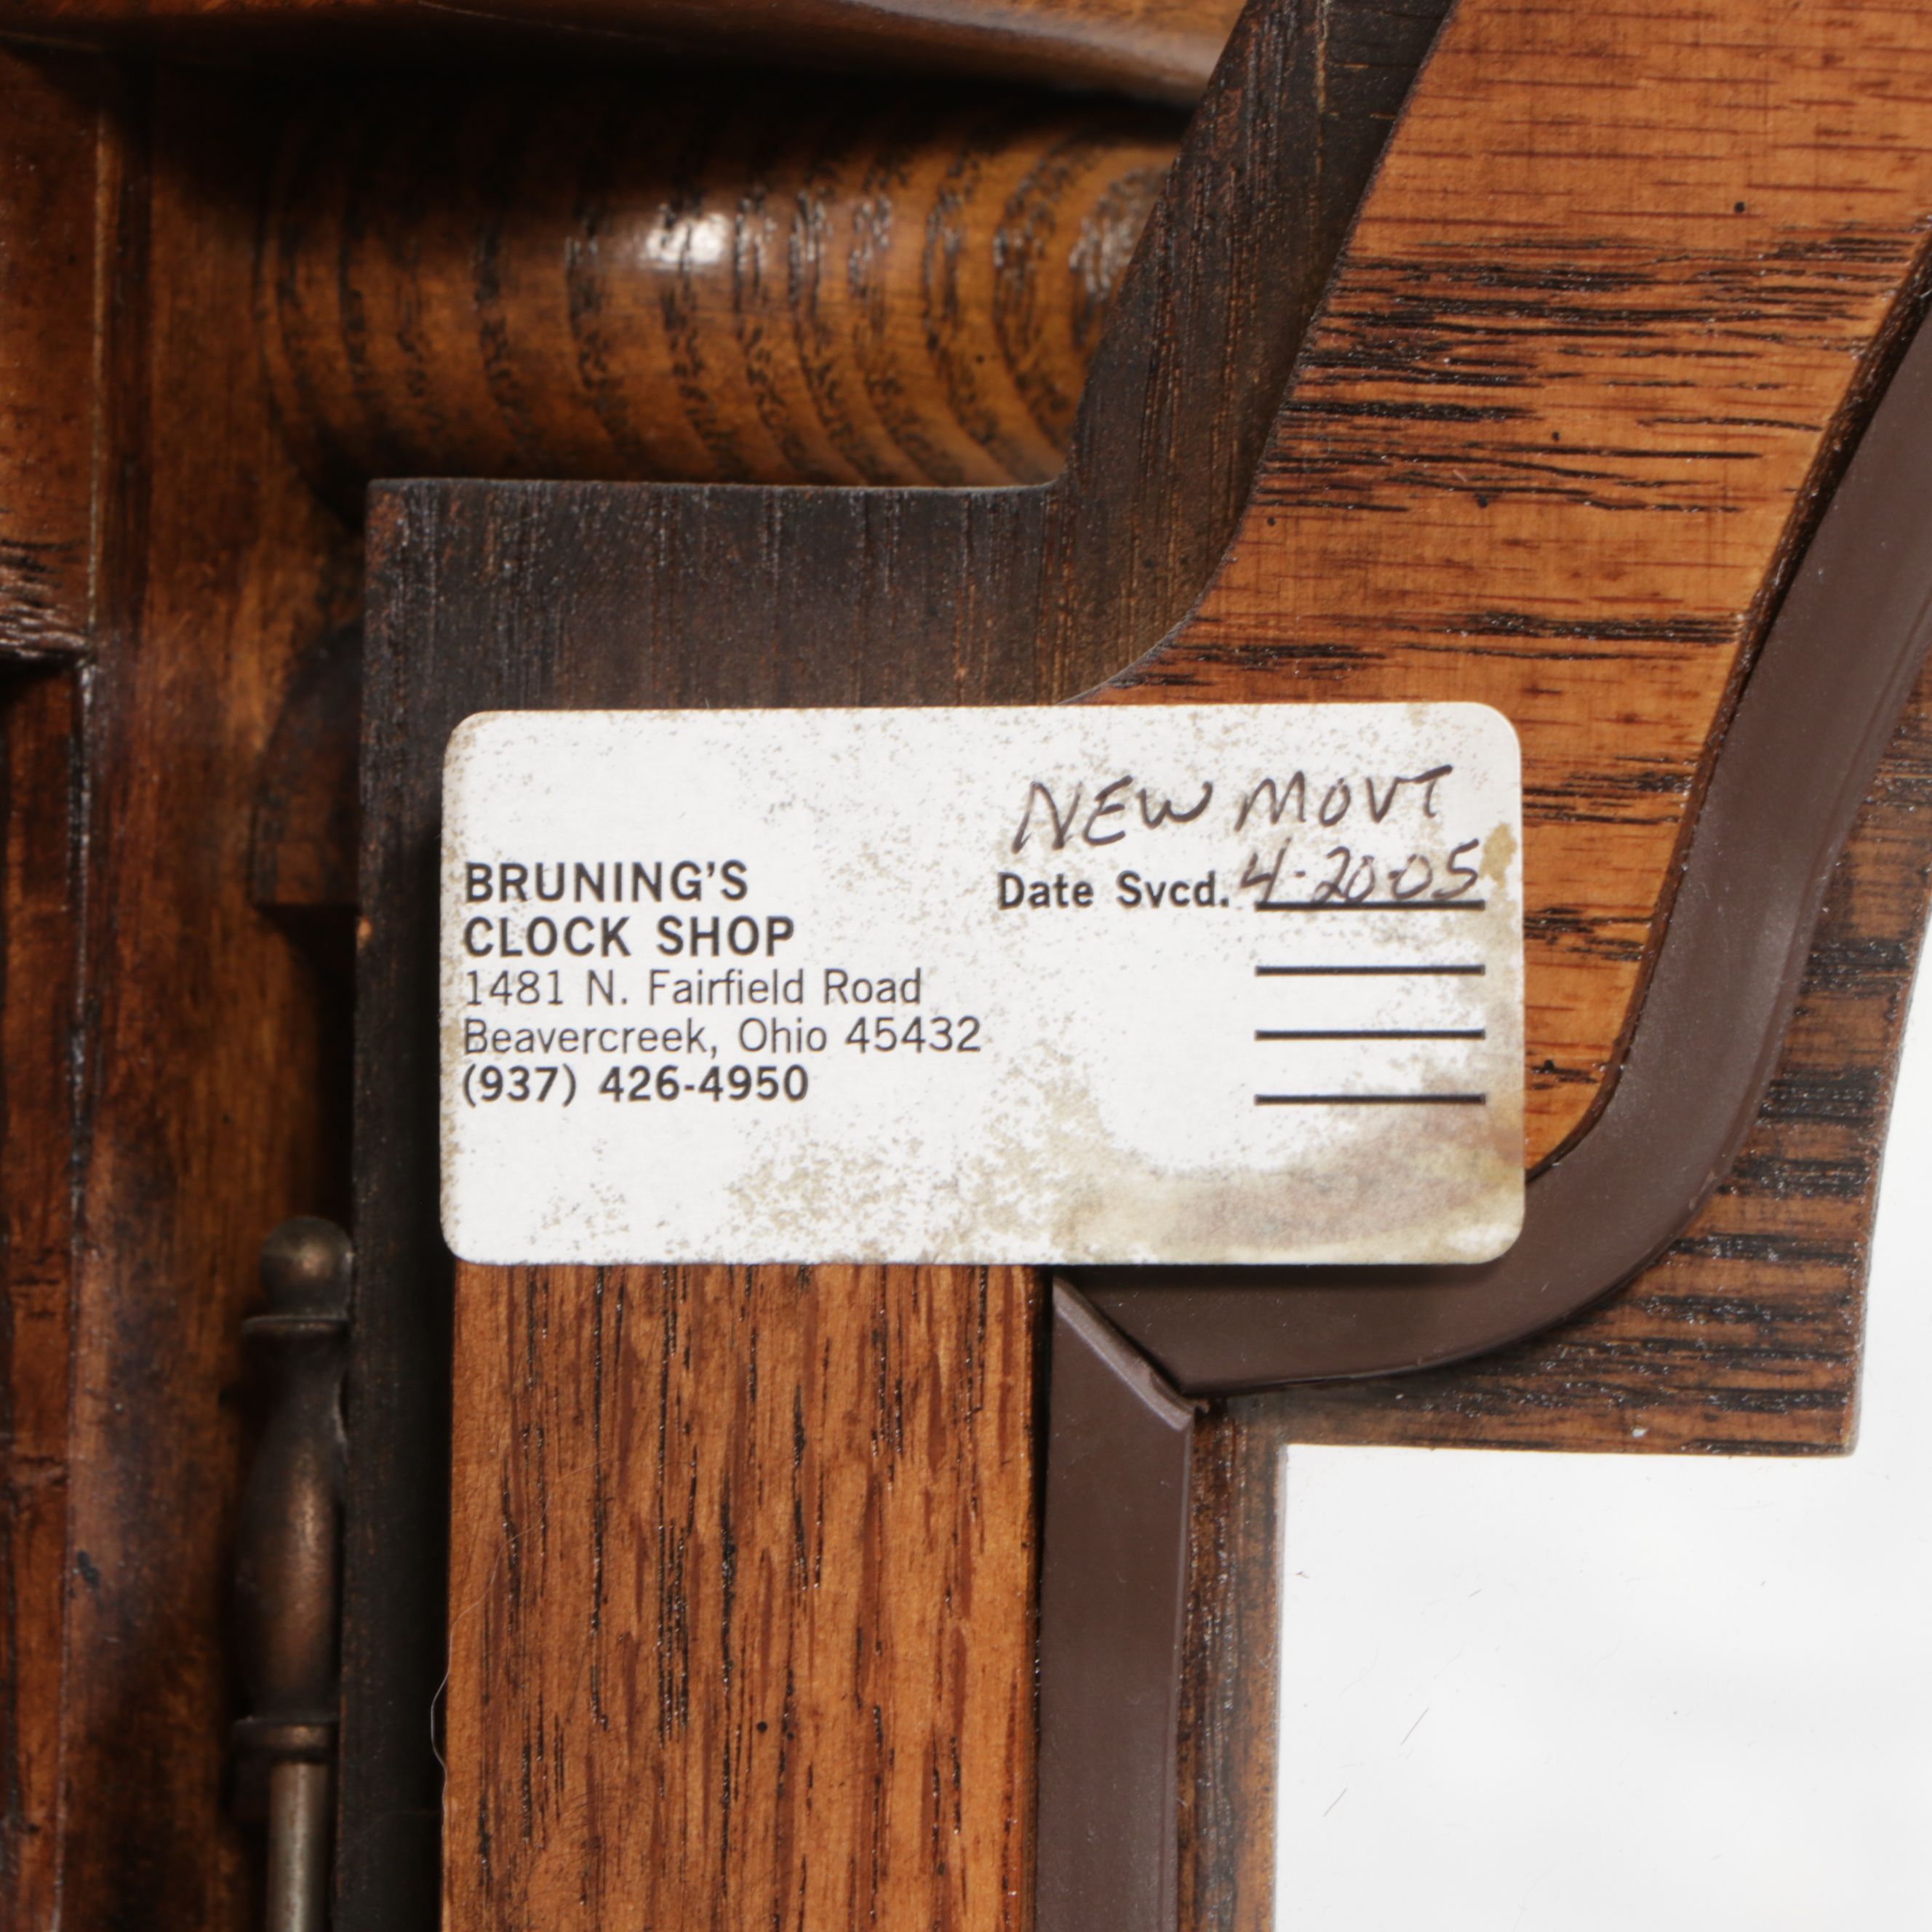 NEW MOVT
BRUNING'S
Date Svcd. 4-20-05
CLOCK SHOP
1481 N. Fairfield Road
Beavercreek, Ohio 45432
(937) 426-4950